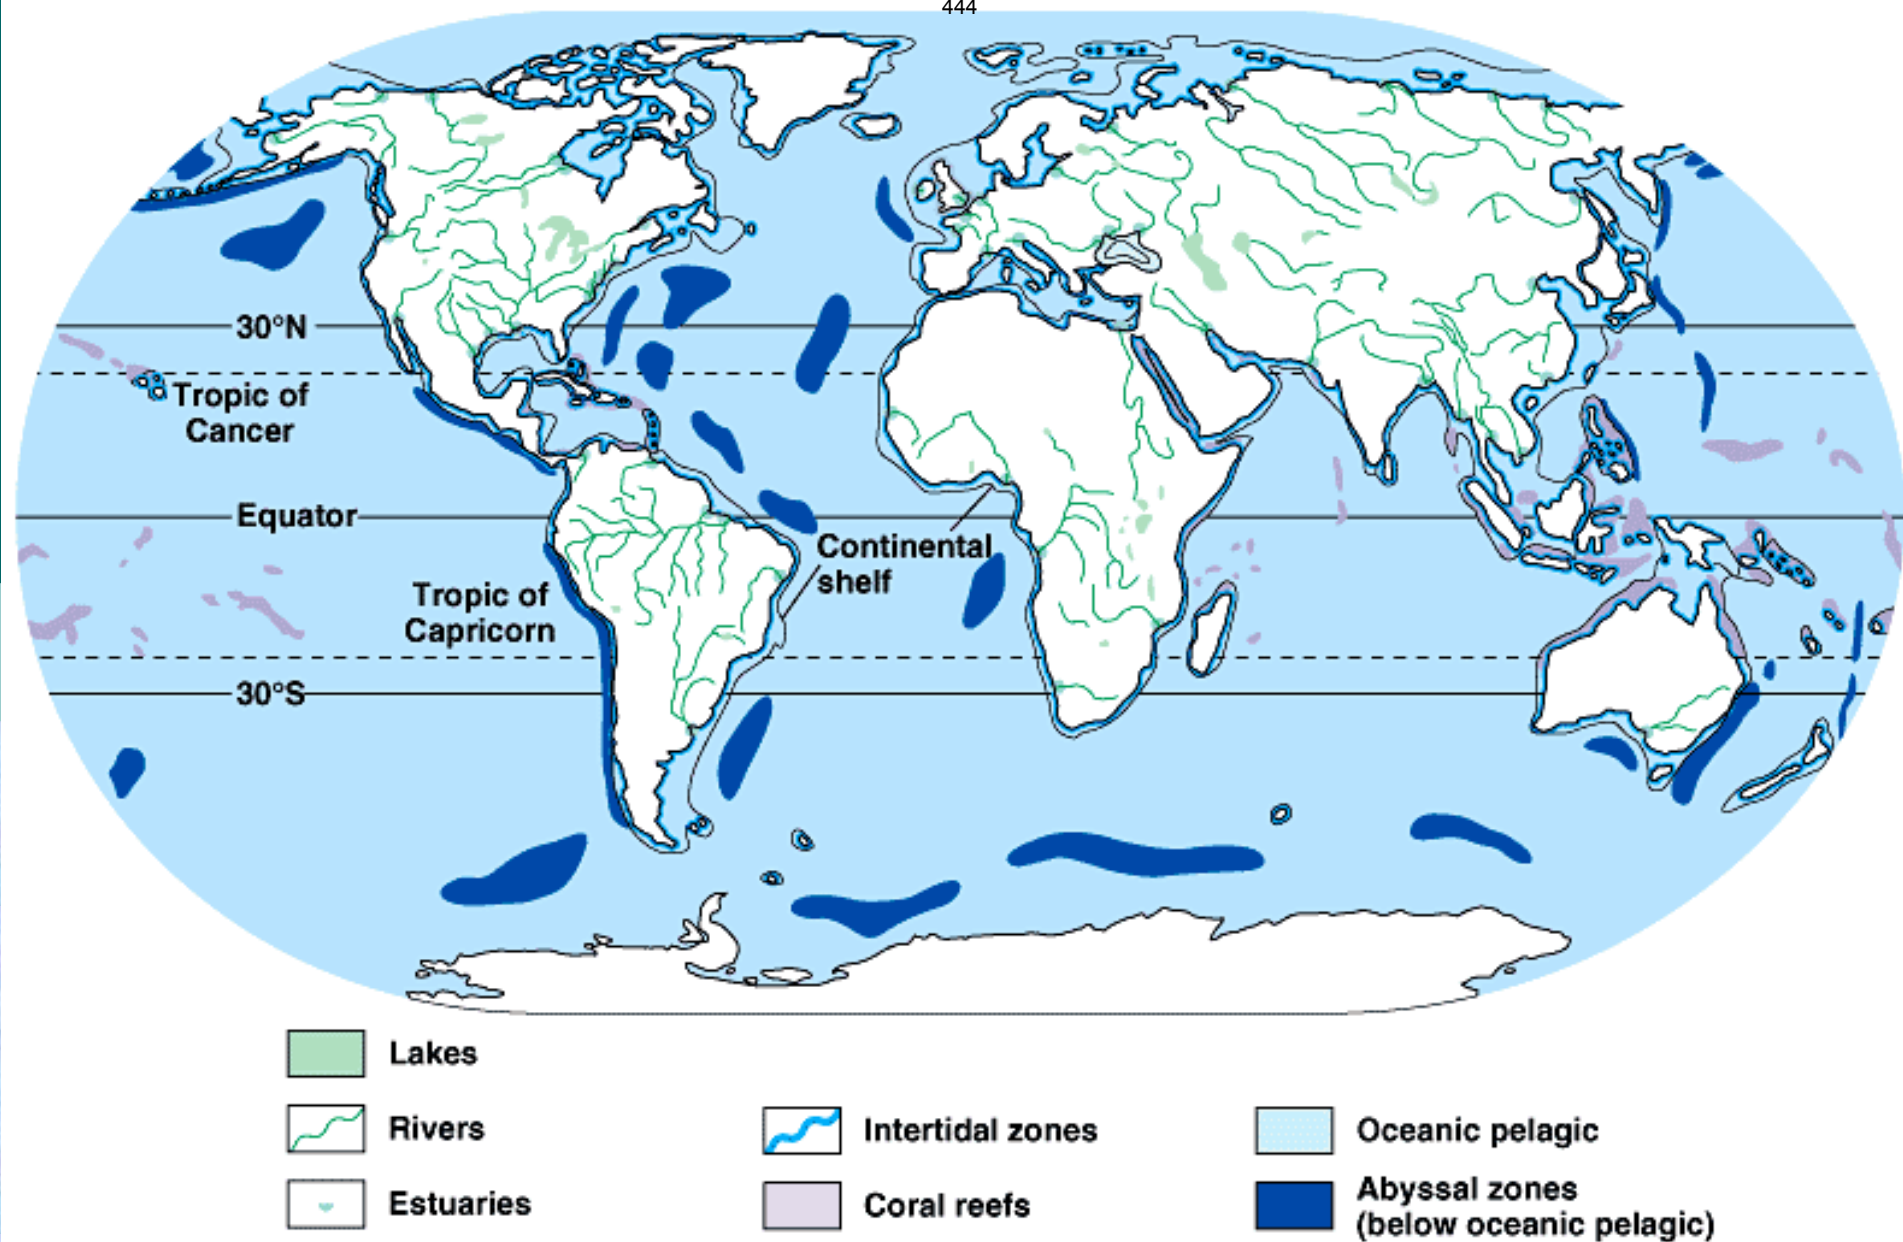 444
30°N
Tropic of
Cancer
Equator
Continental
shelf
Tropic of
Capricorn
30°S
Lakes
Rivers
Estuaries
Intertidal zones
Coral reefs
Oceanic pelagic
Abyssal zones
(below oceanic pelagic)